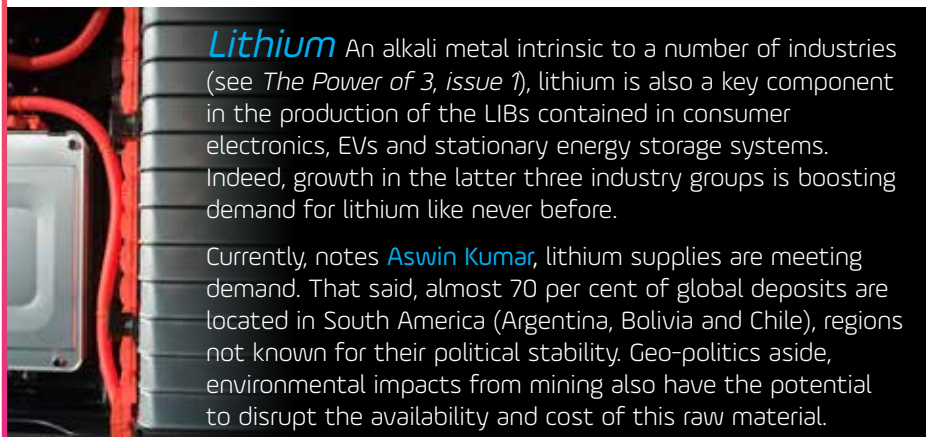 Lithium An alkali metal intrinsic to a number of industries
(see The Power of 3, issue 1), lithium is also a key component
in the production of the LIBs contained in consumer
electronics, EVs and stationary energy storage systems.
Indeed, growth in the latter three industry groups is boosting
demand for lithium like never before.
Currently, notes Aswin Kumar, lithium supplies are meeting
demand. That said, almost 70 per cent of global deposits are
located in South America (Argentina, Bolivia and Chile), regions
not known for their political stability. Geo-politics aside,
environmental impacts from mining also have the potential
to disrupt the availability and cost of this raw material.